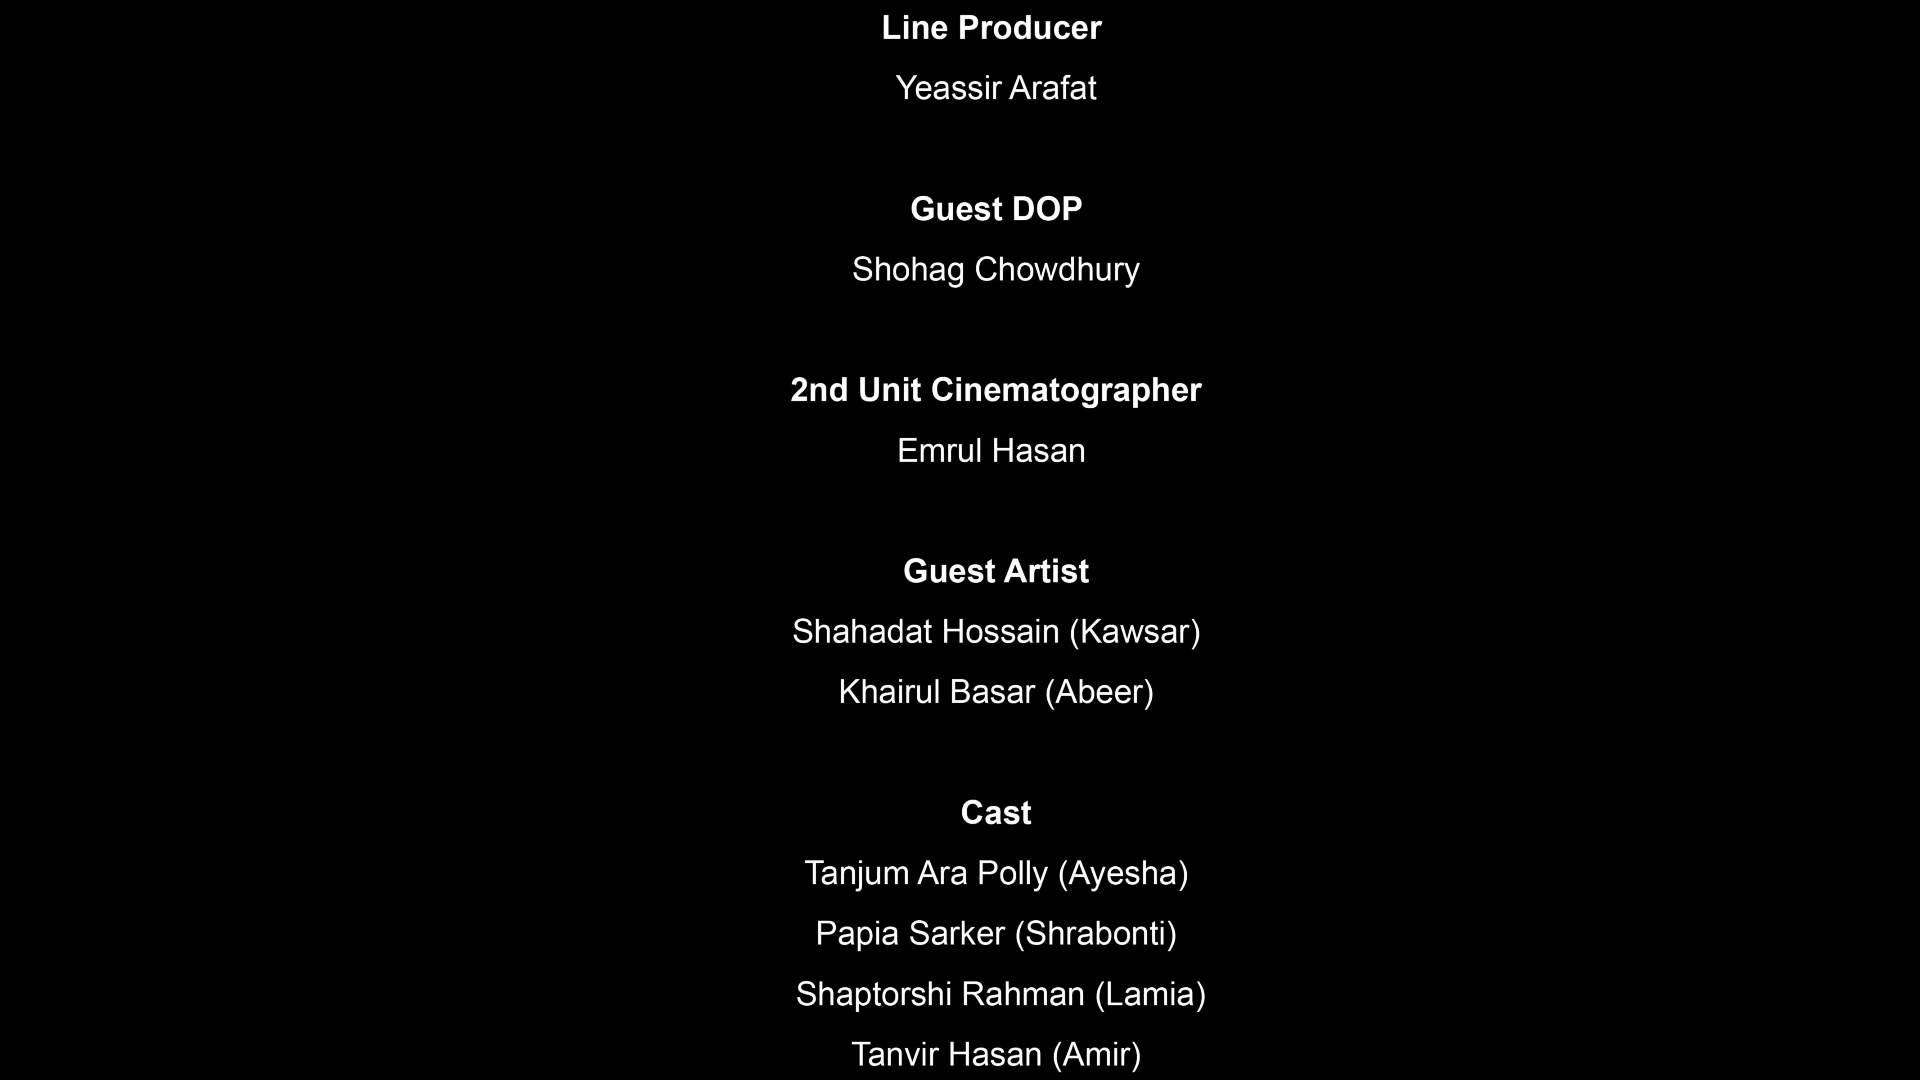 Line Producer
Yeassir Arafat
Guest DOP
Shohag Chowdhury
2nd Unit Cinematographer
Emrul Hasan
Guest Artist
Shahadat Hossain (Kawsar)
Khairul Basar (Abeer)
Cast
Tanjum Ara Polly (Ayesha)
Papia Sarker (Shrabonti)
Shaptorshi Rahman (Lamia)
Tanvir Hasan (Amir)